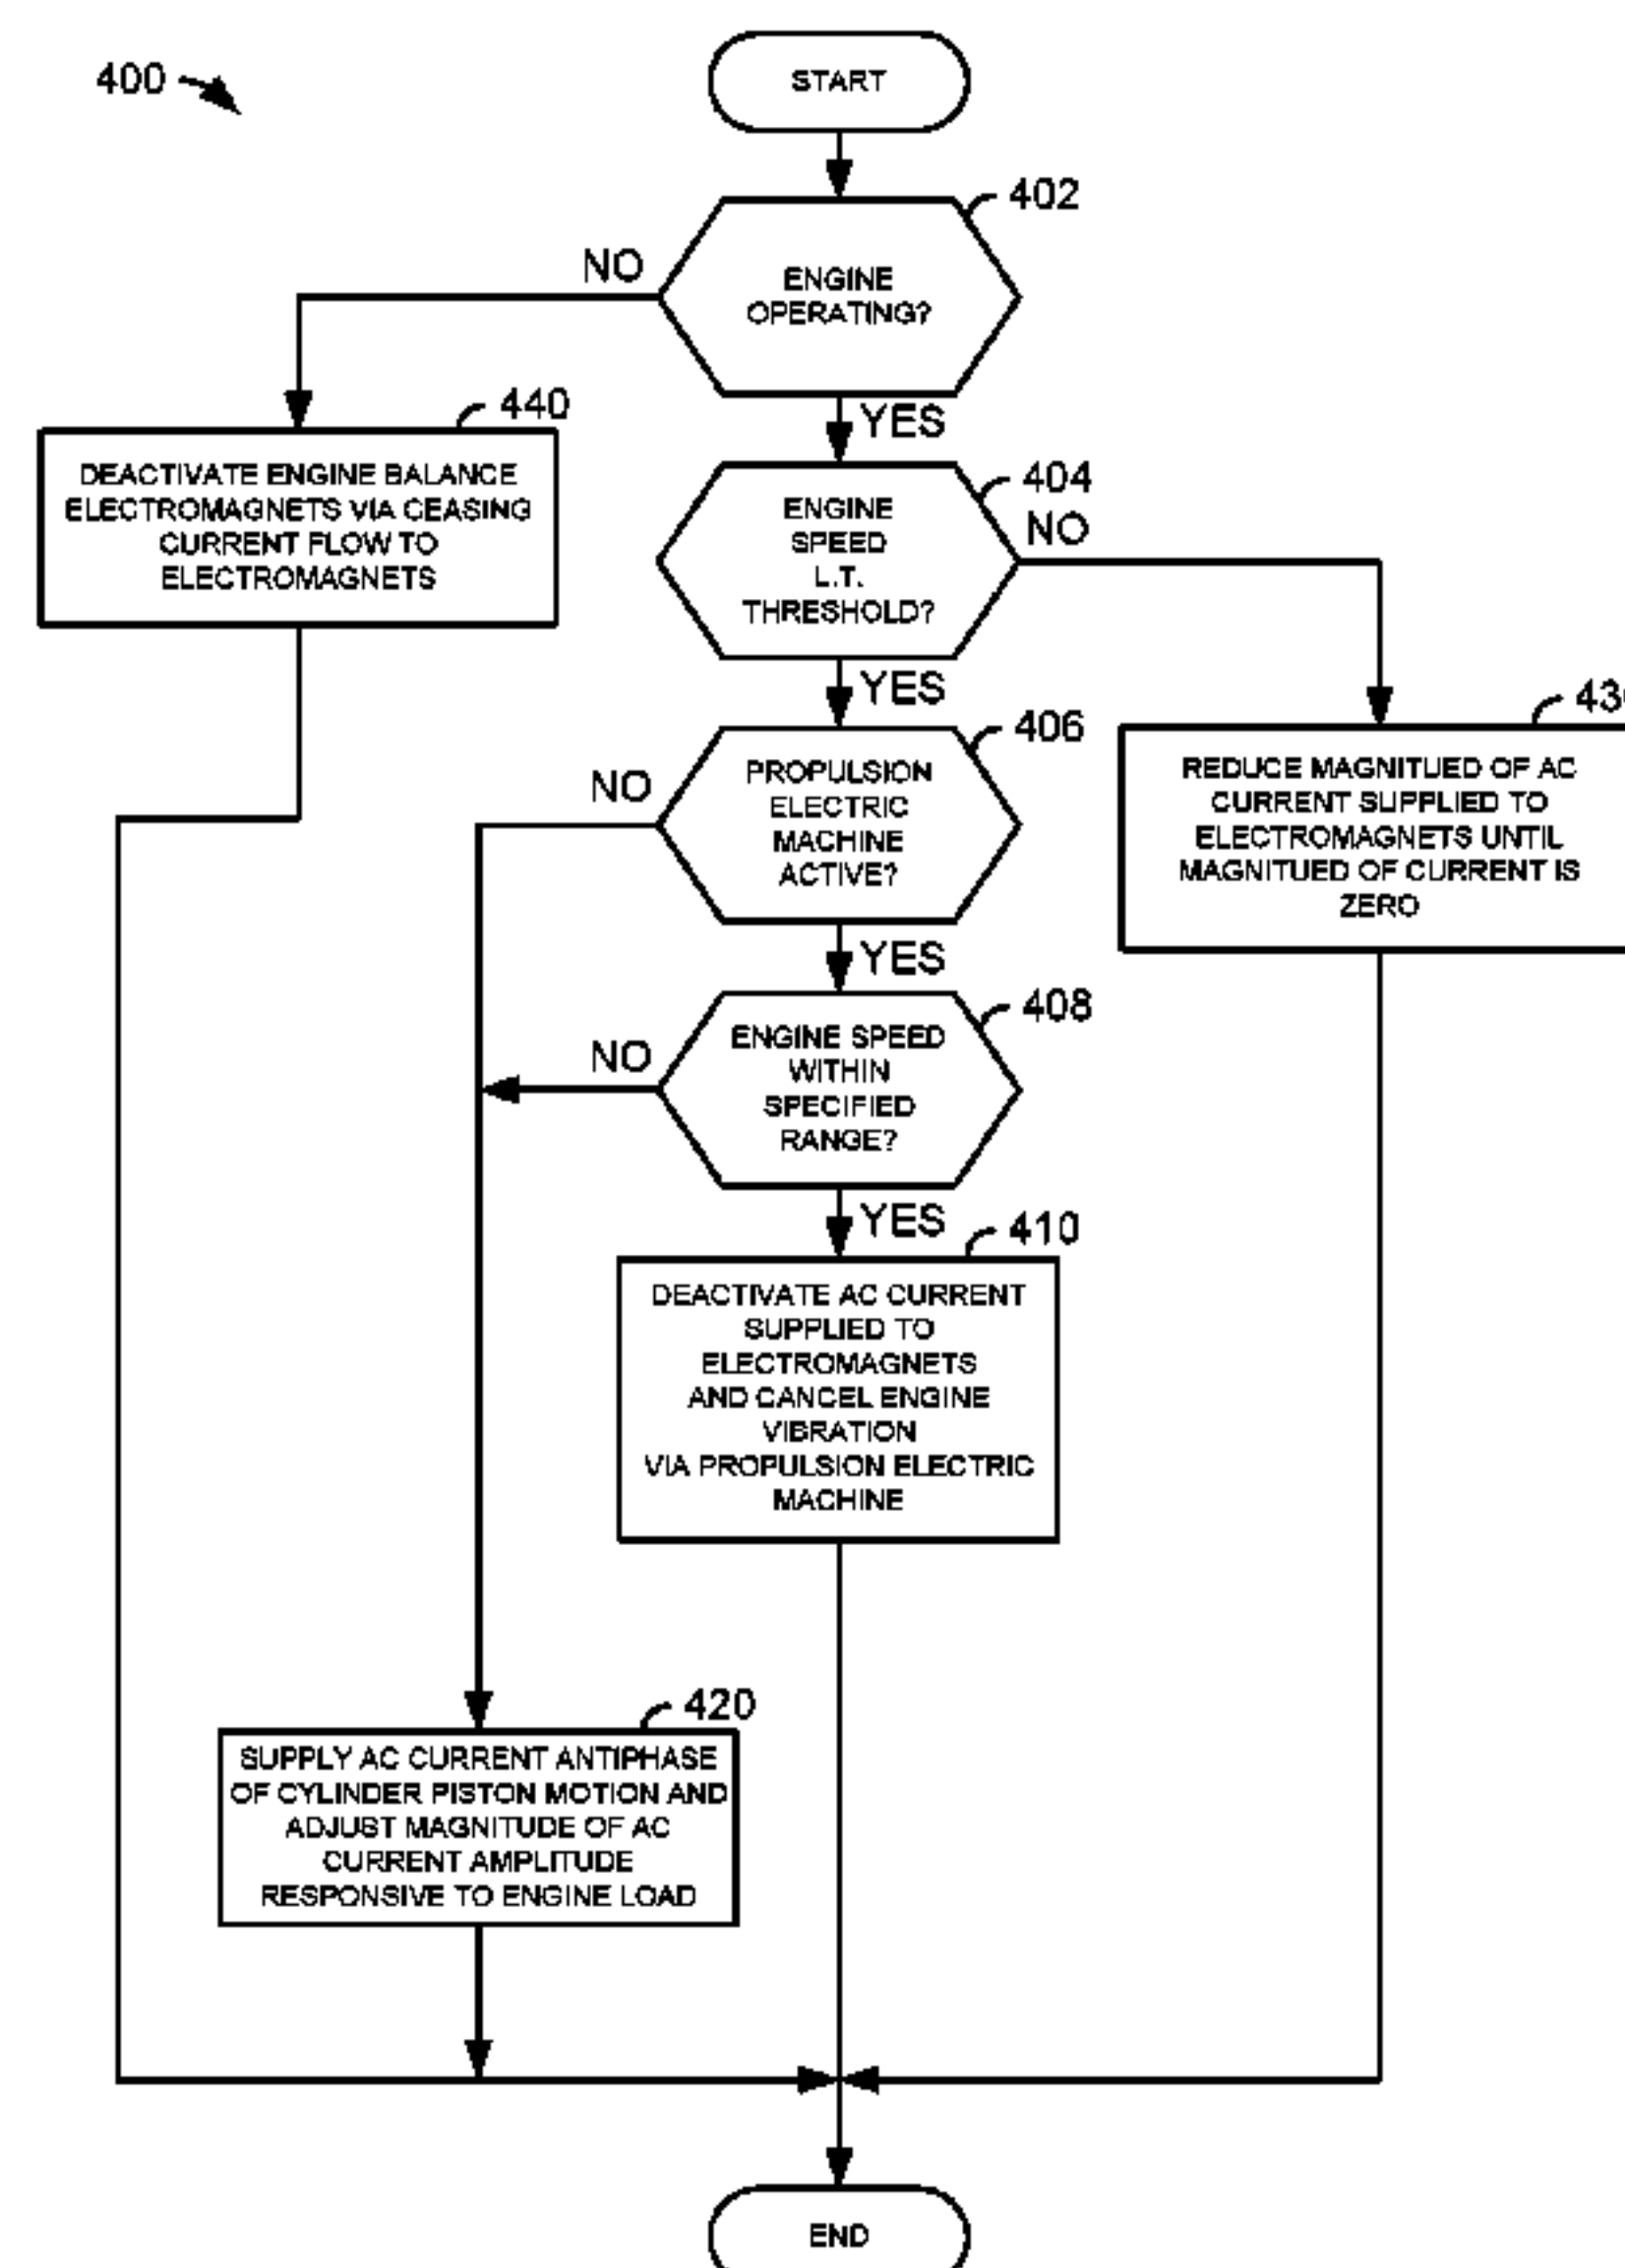 400
START
402
ENGINE
OPERATING?
NO
YES
440
DEACTIVATE ENGINE BALANCE
ELECTROMAGNETS VIA CEASING
CURRENT FLOW TO
ELECTROMAGNETS
404
ENGINE
SPEED
L.T.
THRESHOLD?
NO
YES
406
PROPULSION
ELECTRIC
MACHINE
ACTIVE?
NO
YES
REDUCE MAGNITUED OF AC
CURRENT SUPPLIED TO
ELECTROMAGNETS UNTIL
MAGNITUED OF CURRENT IS
ZERO
408
ENGINE SPEED
WITHIN
SPECIFIED
RANGE?
NO
YES
410
DEACTIVATE AC CURRENT
SUPPLIED TO
ELECTROMAGNETS
AND CANCEL ENGINE
VIBRATION
VIA PROPULSION ELECTRIC
MACHINE
420
SUPPLY AC CURRENT ANTIPHASE
OF CYLINDER PISTON MOTION AND
ADJUST MAGNITUDE OF AC
CURRENT AMPLITUDE
RESPONSIVE TO ENGINE LOAD
END